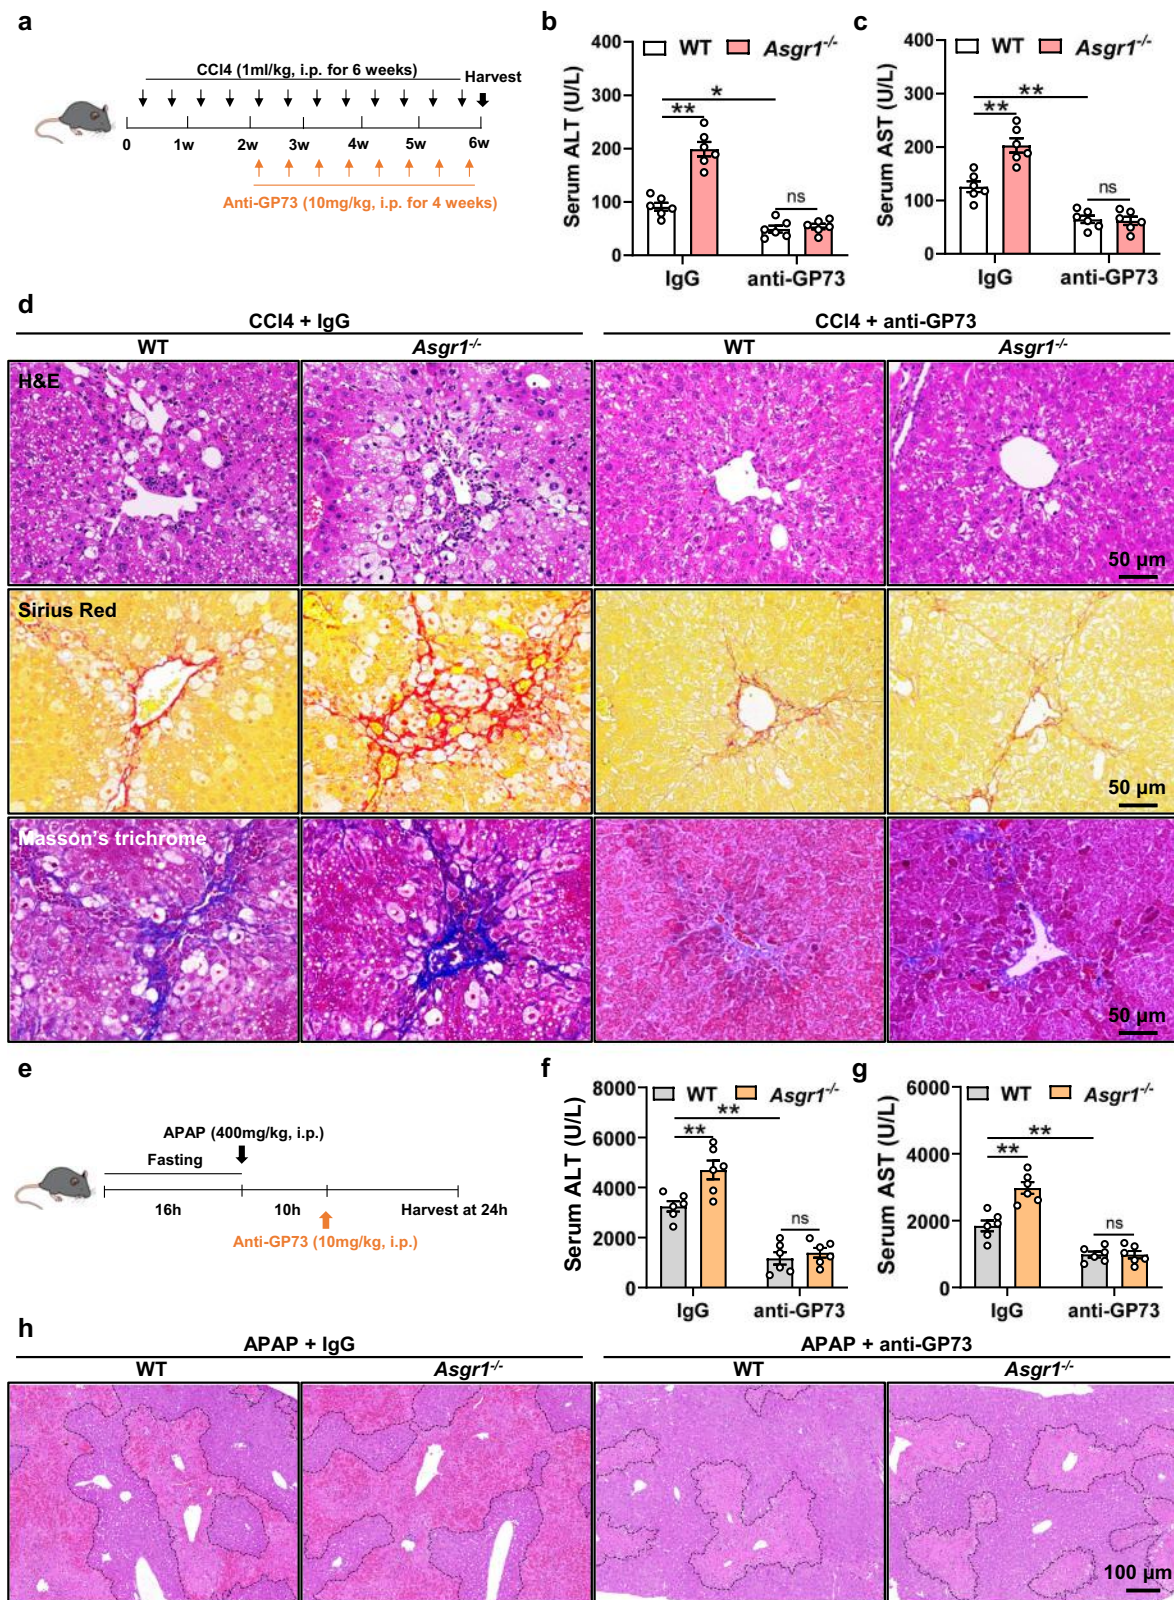 a
CCl4 (1ml/kg, i.p. for 6 weeks)
Harvest
0 1w 2w 3w 4w 5w 6w
Anti-GP73 (10mg/kg, i.p. for 4 weeks)
b
WT Asgr1-/-
Serum ALT (U/L)
400
300
200
100
0
*
**
ns
IgG anti-GP73
c
WT Asgr1-/-
Serum AST (U/L)
400
300
200
100
0
**
**
ns
IgG anti-GP73
d
CCl4 + IgG CCl4 + anti-GP73
WT Asgr1-/- WT Asgr1-/-
H&E
50 µm
Sirius Red
50 µm
Masson's trichrome
50 µm
e
APAP (400mg/kg, i.p.)
Fasting
16h 10h Harvest at 24h
Anti-GP73 (10mg/kg, i.p.)
f
WT Asgr1-/-
Serum ALT (U/L)
8000
6000
4000
2000
0
**
**
ns
IgG anti-GP73
g
WT Asgr1-/-
Serum AST (U/L)
6000
4000
2000
0
**
**
ns
IgG anti-GP73
h
APAP + IgG APAP + anti-GP73
WT Asgr1-/- WT Asgr1-/-
100 µm